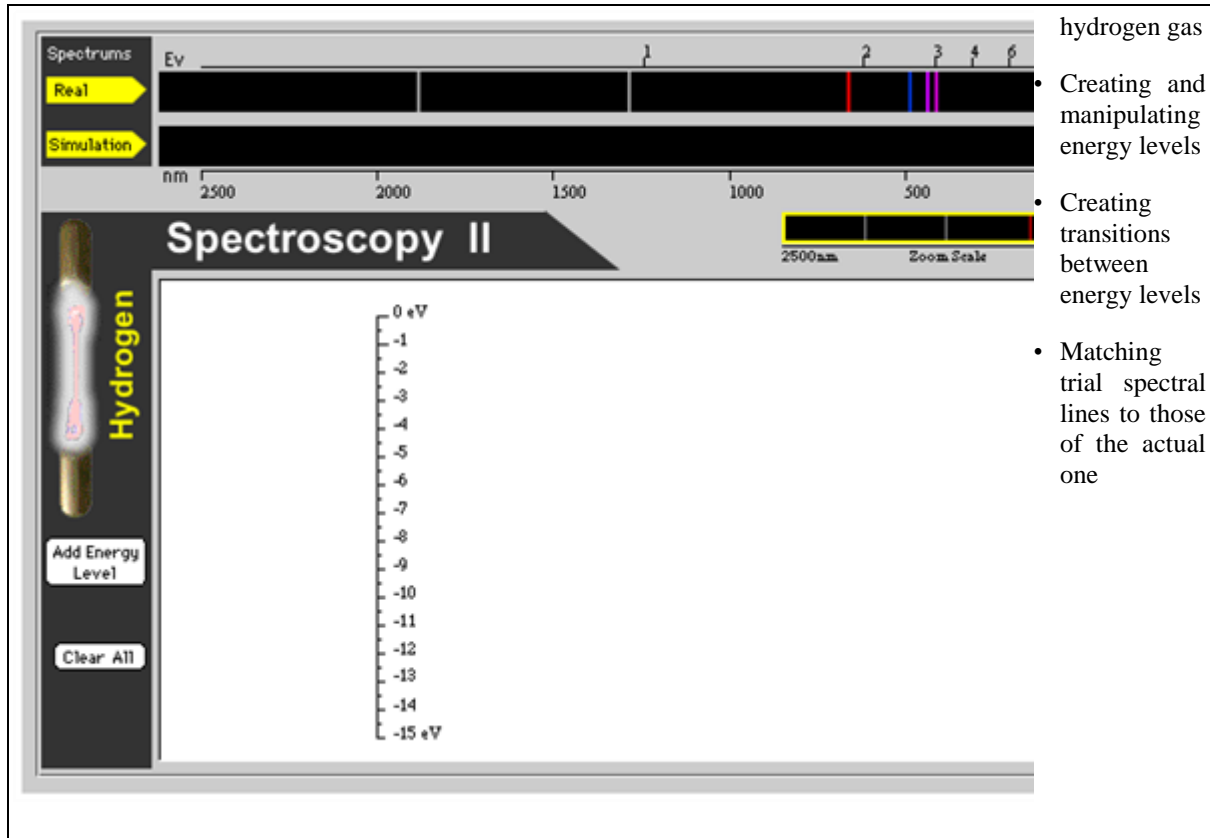 Spectrums
Ev 1 2 3 4 6
Real
Simulation
nm 2500 2000 1500 1000 500
Spectroscopy II
2500nm Zoom Scale
Hydrogen
0 eV
-1
-2
-3
-4
-5
-6
-7
-8
-9
-10
-11
-12
-13
-14
-15 eV
Add Energy
Level
Clear All
hydrogen gas
• Creating and
manipulating
energy levels
• Creating
transitions
between
energy levels
• Matching
trial spectral
lines to those
of the actual
one